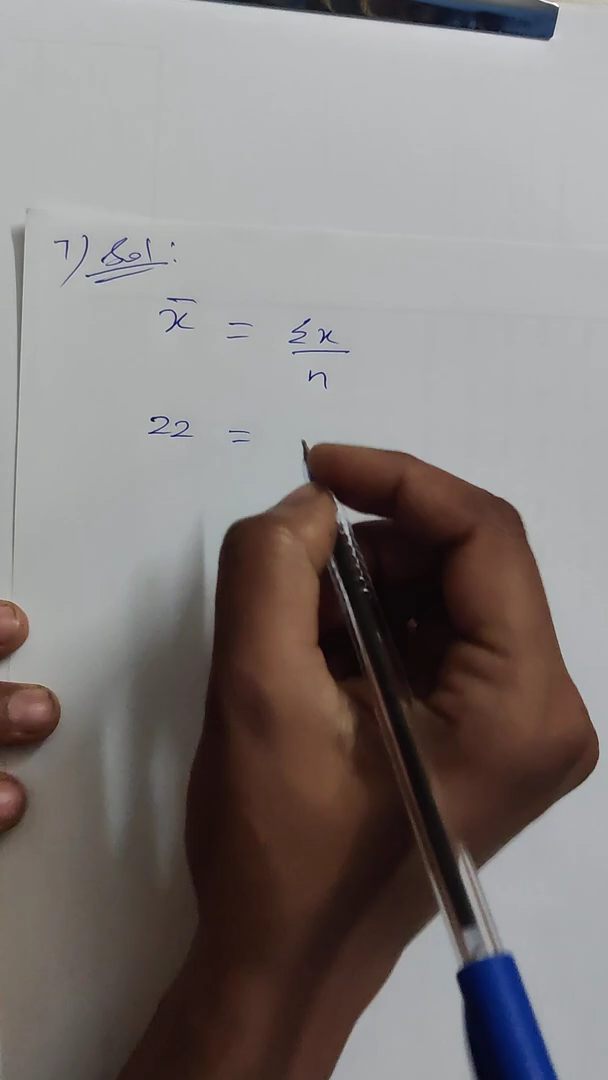 7) Sol:
x̄ = Σx/n
22 =